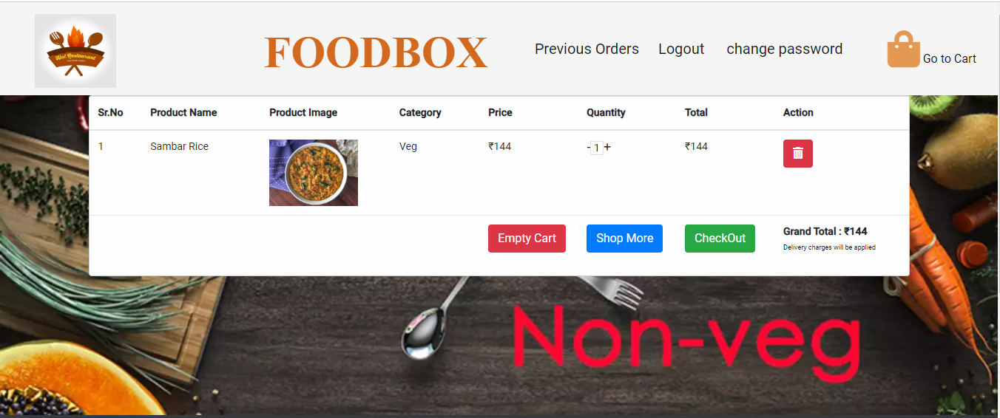 Hot Restaurant
FOODBOX
Previous Orders Logout change password
Go to Cart
Sr.No Product Name Product Image Category Price Quantity Total Action
1 Sambar Rice Veg ₹144 -1+ ₹144
Empty Cart Shop More CheckOut Grand Total : ₹144
Delivery charges will be applied
Non-veg